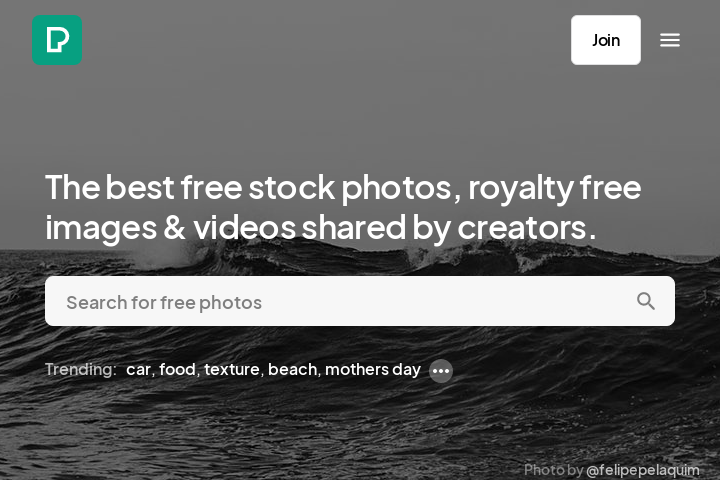 Join
The best free stock photos, royalty free
images & videos shared by creators.
Search for free photos
Trending: car, food, texture, beach, mothers day
Photo by @felipepelaquim